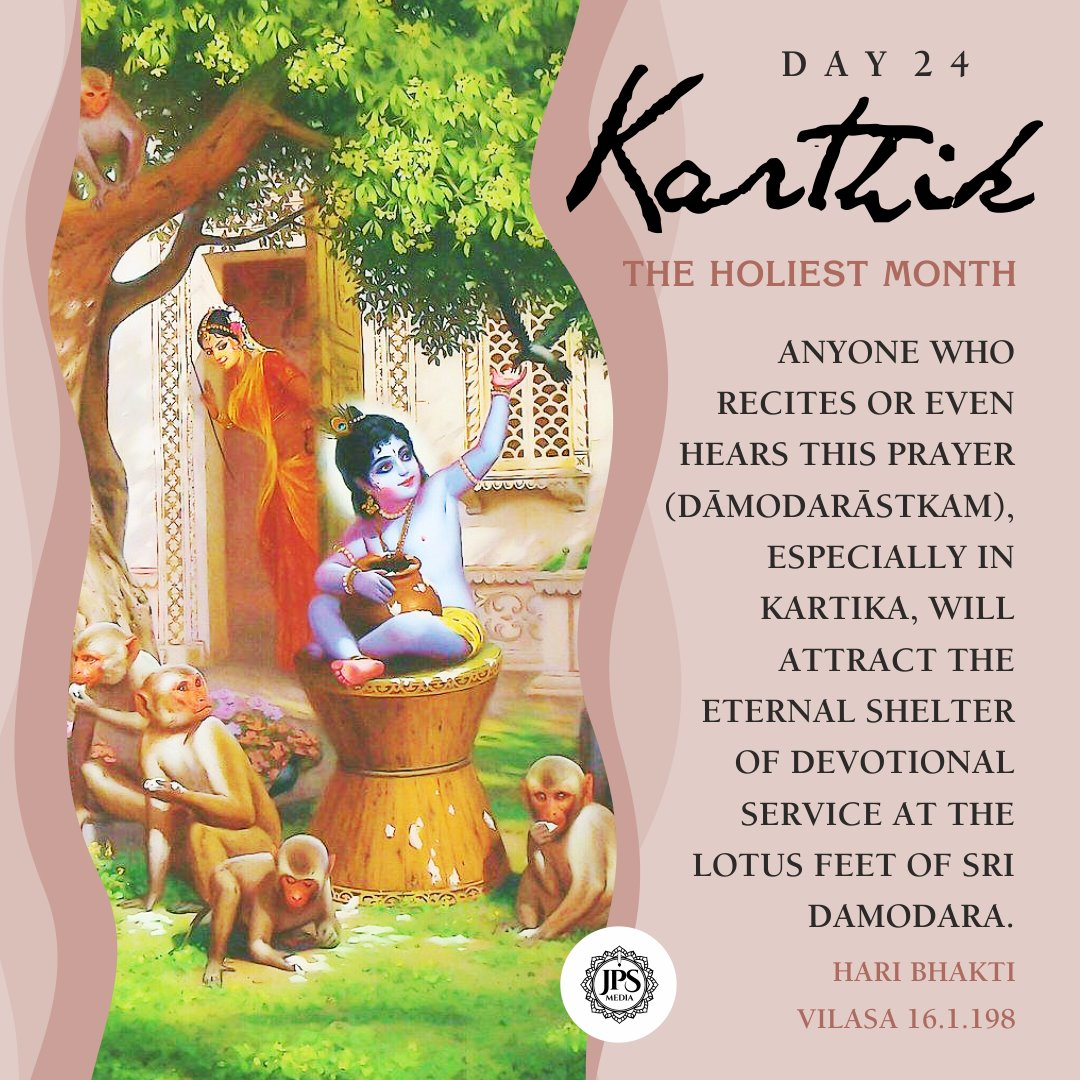 DAY 24
Karthik
THE HOLIEST MONTH
ANYONE WHO
RECITES OR EVEN
HEARS THIS PRAYER
(DĀMODARĀSTKAM),
ESPECIALLY IN
KARTIKA, WILL
ATTRACT THE
ETERNAL SHELTER
OF DEVOTIONAL
SERVICE AT THE
LOTUS FEET OF SRI
DAMODARA.
HARI BHAKTI
VILASA 16.1.198
JPS
MEDIA